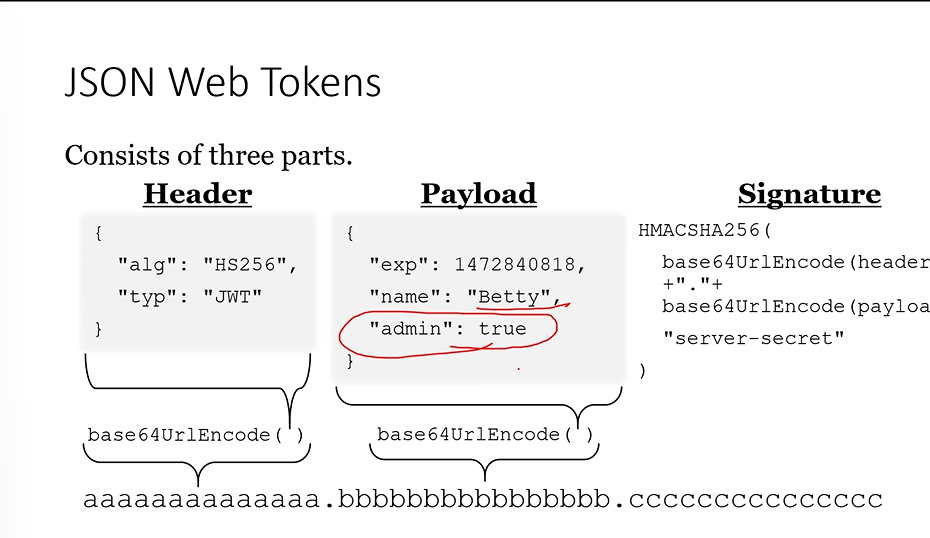 JSON Web Tokens
Consists of three parts.
Header
{
"alg": "HS256",
"typ": "JWT"
}
base64UrlEncode( )
Payload
{
"exp": 1472840818,
"name": "Betty",
"admin": true
}
base64UrlEncode( )
Signature
HMACSHA256(
base64UrlEncode(header
+"."+
base64UrlEncode(payloa
"server-secret"
)
aaaaaaaaaaaaaa.bbbbbbbbbbbbbbbb.ccccccccccccccc